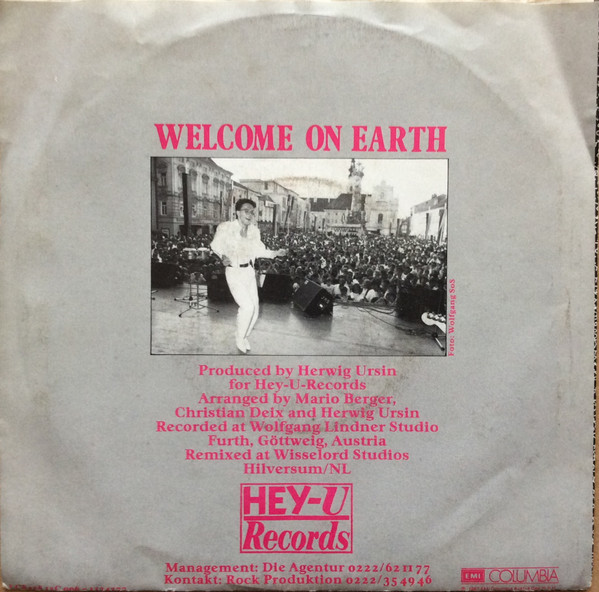 WELCOME ON EARTH
Foto: Wolfgang SoS
Produced by Herwig Ursin
for Hey-U-Records
Arranged by Mario Berger,
Christian Deix and Herwig Ursin
Recorded at Wolfgang Lindner Studio
Furth, Göttweig, Austria
Remixed at Wisselord Studios
Hilversum/NL
HEY-U
Records
Management: Die Agentur 0222/62 11 77
Kontakt: Rock Produktion 0222/35 49 46
EMI COLUMBIA